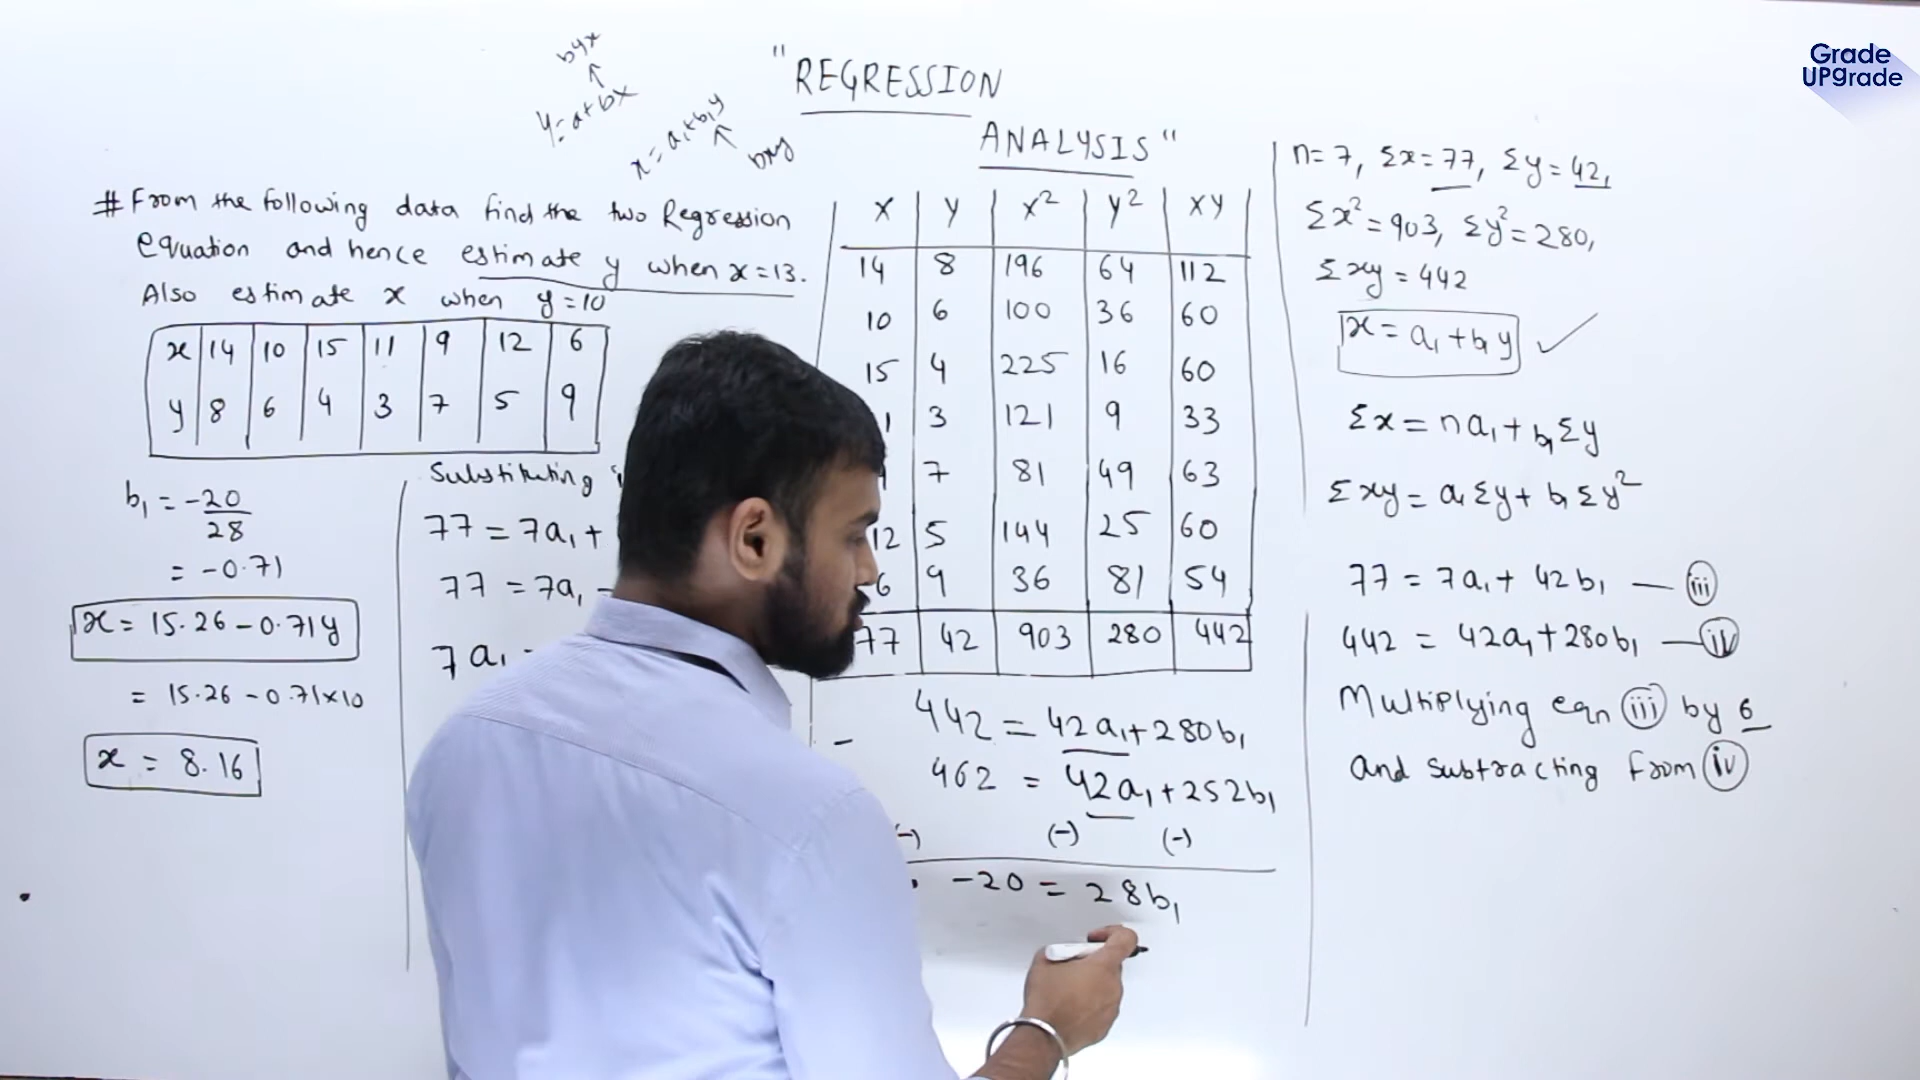 Grade
UPgrade
"REGRESSION
ANALYSIS"
byx
y = a + bx
x = a₁ + b₁y
bxy
# From the following data find the two Regression
equation and hence estimate y when x = 13.
Also estimate x when y = 10
x 14 10 15 11 9 12 6
y 8 6 4 3 7 5 9
b₁ = -20/28
= -0.71
x = 15.26 - 0.71y
= 15.26 - 0.71×10
x = 8.16
Substituting
77 = 7a₁ +
77 = 7a₁ -
7a₁
x y x² y² xy
14 8 196 64 112
10 6 100 36 60
15 4 225 16 60
1 3 121 9 33
7 81 49 63
12 5 144 25 60
6 9 36 81 54
77 42 903 280 442
- 442 = 42a₁ + 280b₁
462 = 42a₁ + 252b₁
(-) (-) (-)
-20 = 28b₁
n = 7, Σx = 77, Σy = 42,
Σx² = 903, Σy² = 280,
Σxy = 442
x = a₁ + b₁y ✓
Σx = na₁ + b₁Σy
Σxy = a₁Σy + b₁Σy²
77 = 7a₁ + 42b₁ — (iii)
442 = 42a₁ + 280b₁ — (iv)
Multiplying eqn (iii) by 6
and subtracting from (iv)